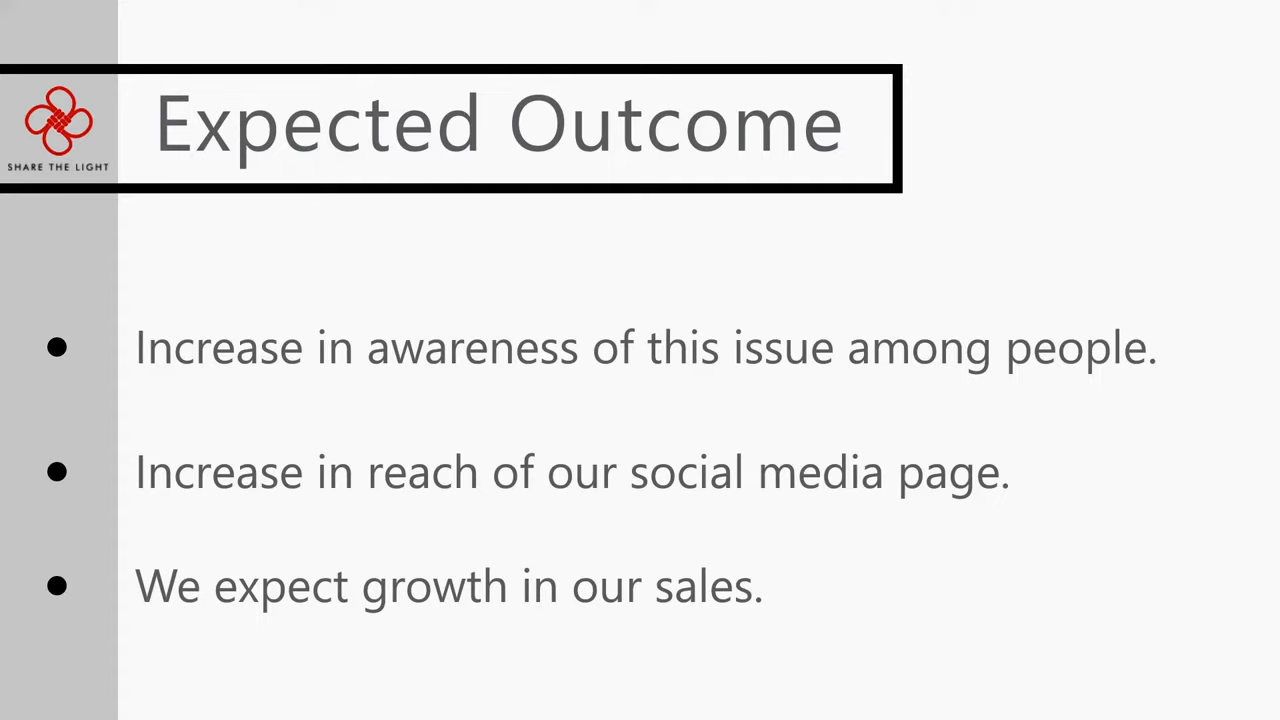 Expected Outcome
SHARE THE LIGHT
Increase in awareness of this issue among people.
Increase in reach of our social media page.
We expect growth in our sales.